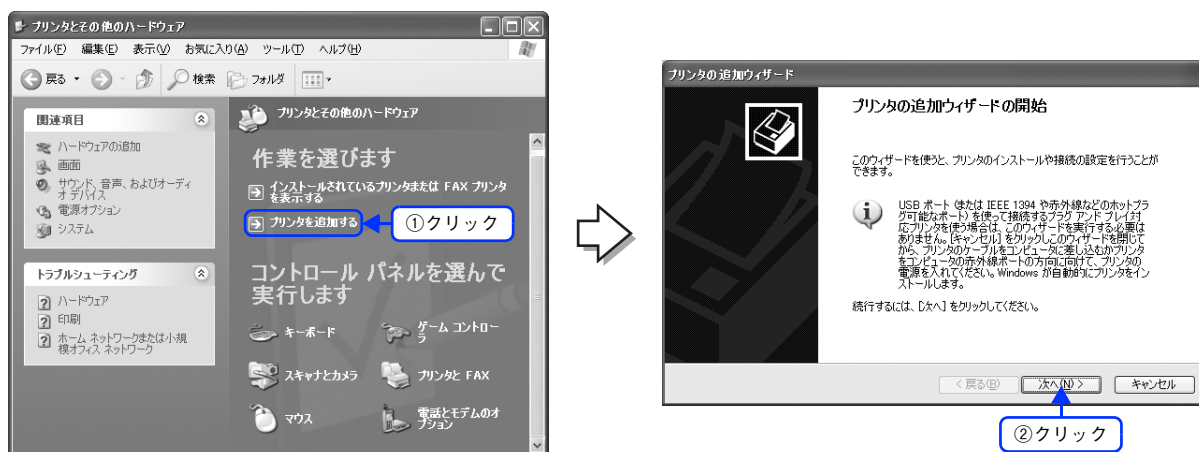 プリンタとその他のハードウェア
ファイル(F) 編集(E) 表示(V) お気に入り(A) ツール(T) ヘルプ(H)
戻る 検索 フォルダ
関連項目
ハードウェアの追加
画面
サウンド、音声、およびオーディ
オ デバイス
電源オプション
システム
トラブルシューティング
ハードウェア
印刷
ホーム ネットワークまたは小規
模オフィス ネットワーク
プリンタとその他のハードウェア
作業を選びます
インストールされているプリンタまたは FAX プリンタ
を表示する
プリンタを追加する
①クリック
コントロール パネルを選んで
実行します
キーボード
ゲーム コントロー
ラ
スキャナとカメラ
プリンタと FAX
マウス
電話とモデムのオ
プション
プリンタの追加ウィザード
プリンタの追加ウィザードの開始
このウィザードを使うと、プリンタのインストールや接続の設定を行うことが
できます。
USB ポート (または IEEE 1394 や赤外線などのホットプラ
グ可能なポート) を使って接続するプラグ アンド プレイ対
応プリンタを使う場合は、このウィザードを実行する必要は
ありません。[キャンセル] をクリックしこのウィザードを閉じて
から、プリンタのケーブルをコンピュータに差し込むかプリンタ
をコンピュータの赤外線ポートの方向に向けて、プリンタの
電源を入れてください。Windows が自動的にプリンタをイン
ストールします。
続行するには、[次へ] をクリックしてください。
< 戻る(B) 次へ(N) > キャンセル
②クリック